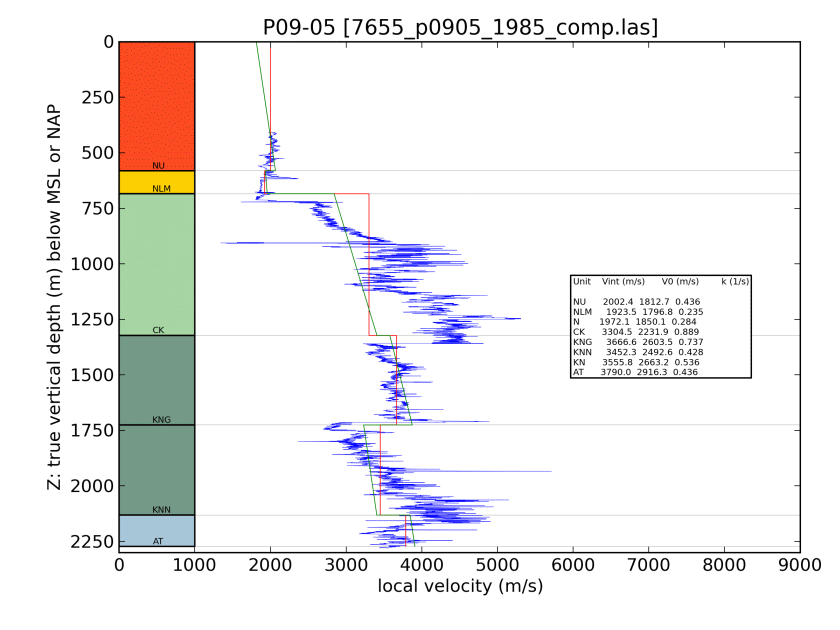 P09-05 [7655_p0905_1985_comp.las]
Z: true vertical depth (m) below MSL or NAP
0
250
500
750
1000
1250
1500
1750
2000
2250
NU
NLM
CK
KNG
KNN
AT
Unit Vint (m/s) V0 (m/s) k (1/s)
NU 2002.4 1812.7 0.436
NLM 1923.5 1796.8 0.235
N 1972.1 1850.1 0.284
CK 3304.5 2231.9 0.889
KNG 3666.6 2603.5 0.737
KNN 3452.3 2492.6 0.428
KN 3555.8 2663.2 0.536
AT 3790.0 2916.3 0.436
0 1000 2000 3000 4000 5000 6000 7000 8000 9000
local velocity (m/s)